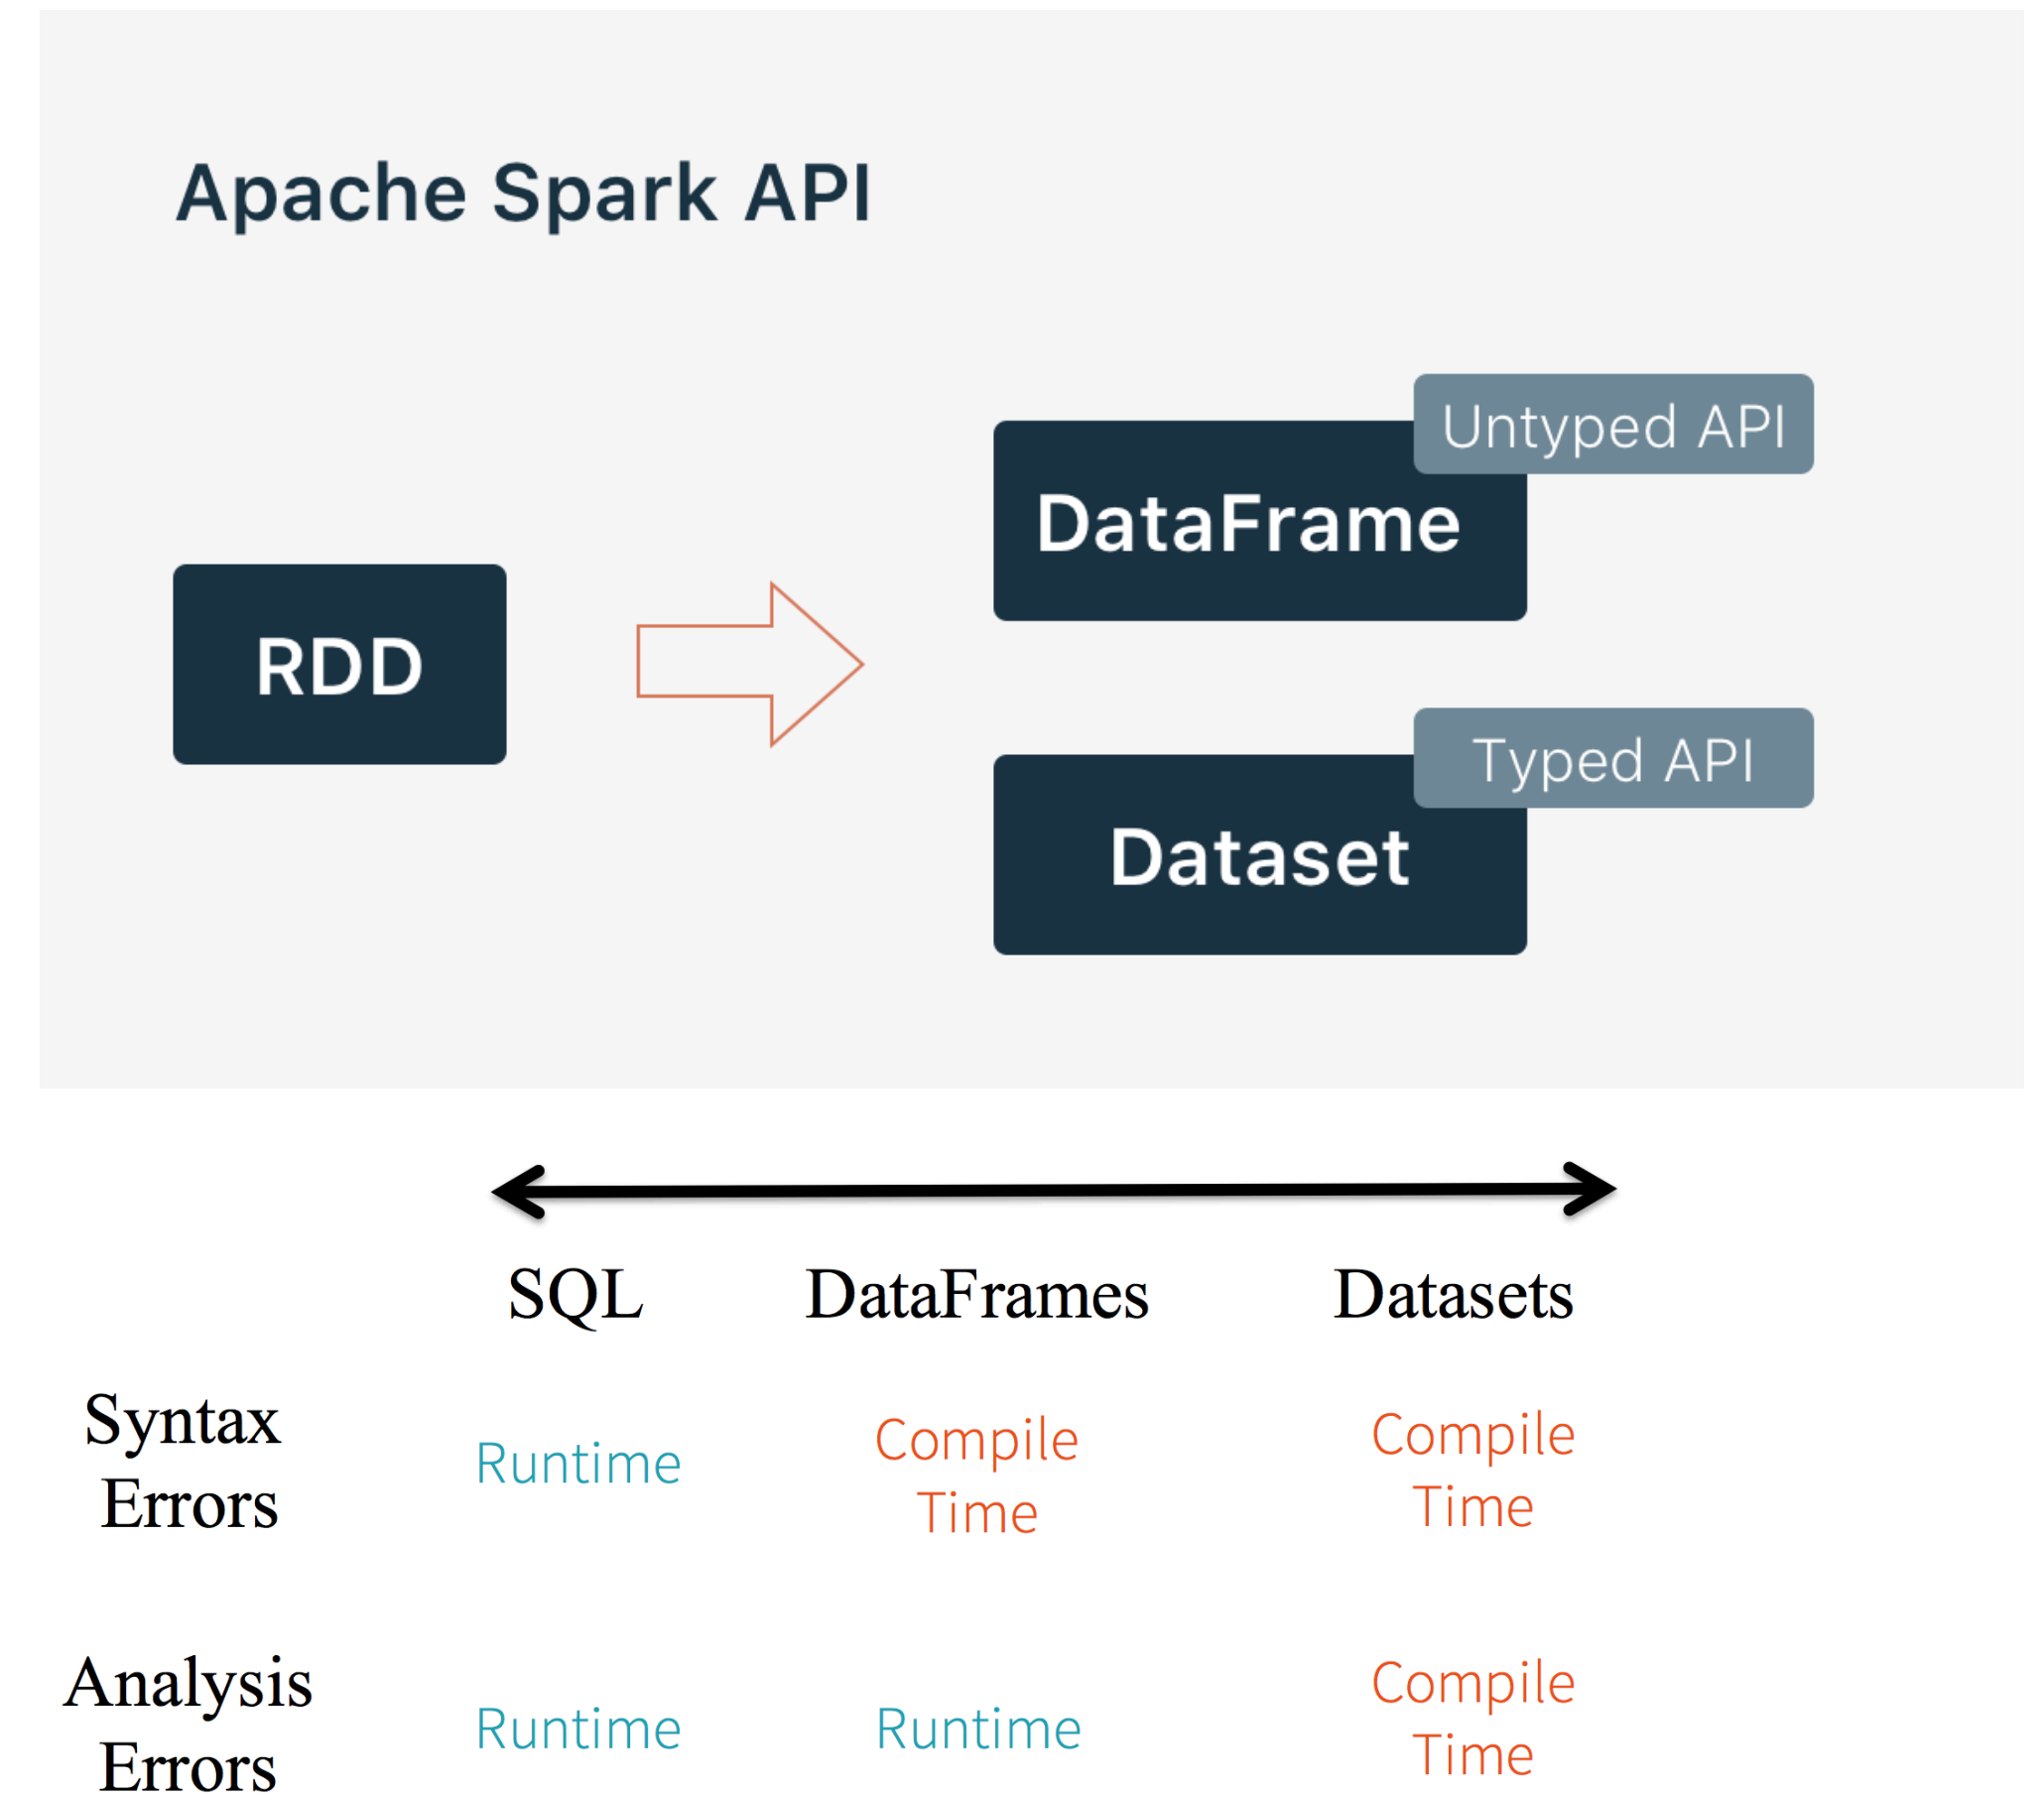 Apache Spark API
Untyped API
DataFrame
RDD
Typed API
Dataset
SQL DataFrames Datasets
Syntax
Errors
Runtime
Compile
Time
Compile
Time
Analysis
Errors
Runtime
Runtime
Compile
Time